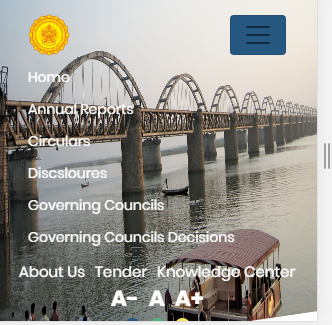 Home
Annual Reports
Circulars
Discsloures
Governing Councils
Governing Councils Decisions
About Us Tender Knowledge Center
A- A A+